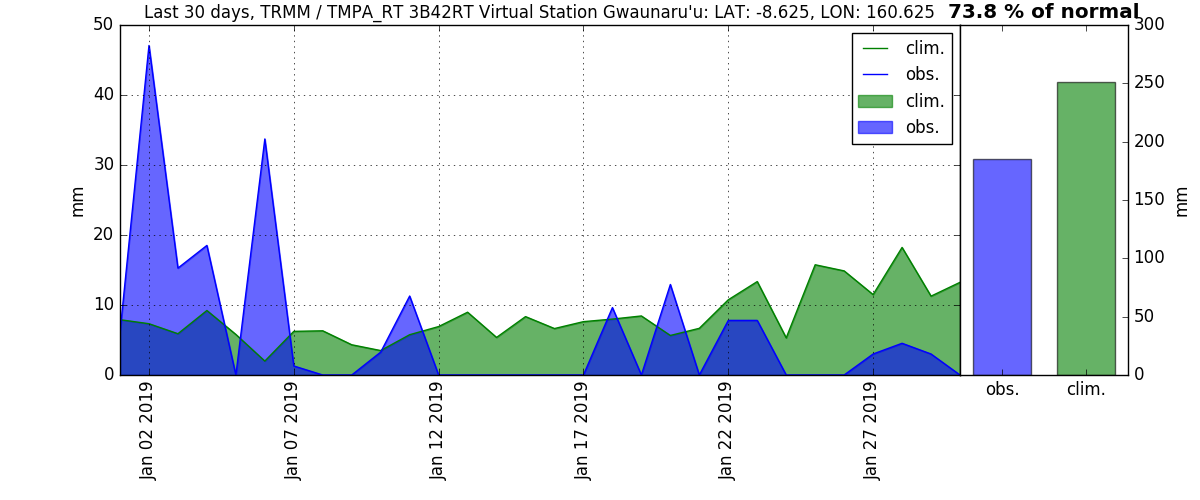 Last 30 days, TRMM / TMPA_RT 3B42RT Virtual Station Gwaunaru'u: LAT: -8.625, LON: 160.625
73.8 % of normal
50
40
30
20
10
0
mm
clim.
obs.
clim.
obs.
Jan 02 2019
Jan 07 2019
Jan 12 2019
Jan 17 2019
Jan 22 2019
Jan 27 2019
300
250
200
150
100
50
0
mm
obs.
clim.